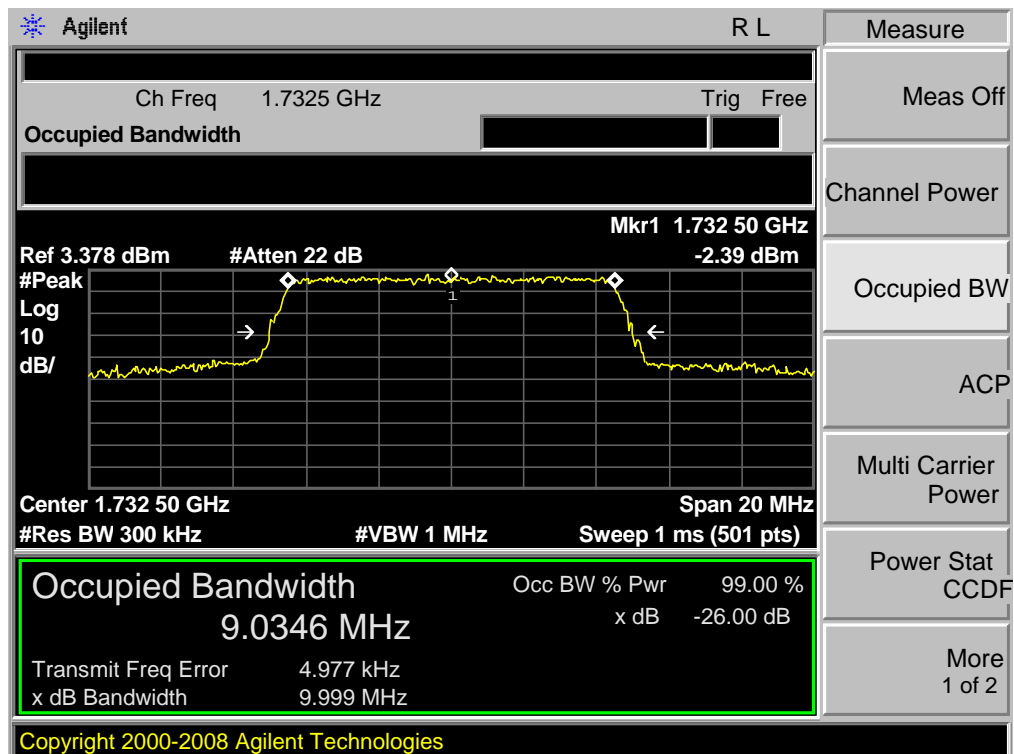 Agilent
R L
Measure
Ch Freq 1.7325 GHz
Trig Free
Occupied Bandwidth
Meas Off
Channel Power
Occupied BW
ACP
Multi Carrier
Power
Power Stat
CCDF
More
1 of 2
Mkr1 1.732 50 GHz
Ref 3.378 dBm #Atten 22 dB -2.39 dBm
#Peak
Log
10
dB/
1
Center 1.732 50 GHz Span 20 MHz
#Res BW 300 kHz #VBW 1 MHz Sweep 1 ms (501 pts)
Occupied Bandwidth
9.0346 MHz
Occ BW % Pwr 99.00 %
x dB -26.00 dB
Transmit Freq Error 4.977 kHz
x dB Bandwidth 9.999 MHz
Copyright 2000-2008 Agilent Technologies